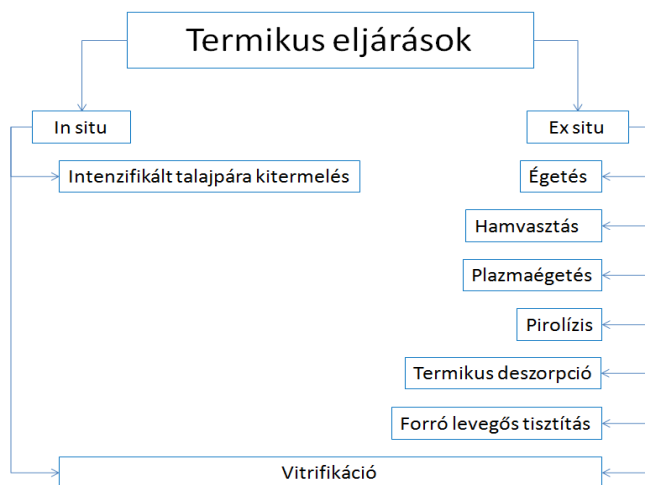 Termikus eljárások
In situ
Ex situ
Intenzifikált talajpára kitermelés
Égetés
Hamvasztás
Plazmaégetés
Pirolízis
Termikus deszorpció
Forró levegős tisztítás
Vitrifikáció